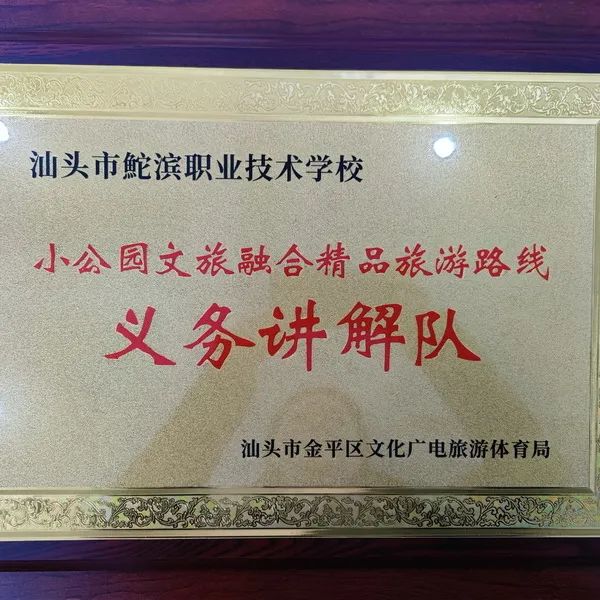 汕头市鮀滨职业技术学校
小公园文旅融合精品旅游路线
义务讲解队
汕头市金平区文化广电旅游体育局